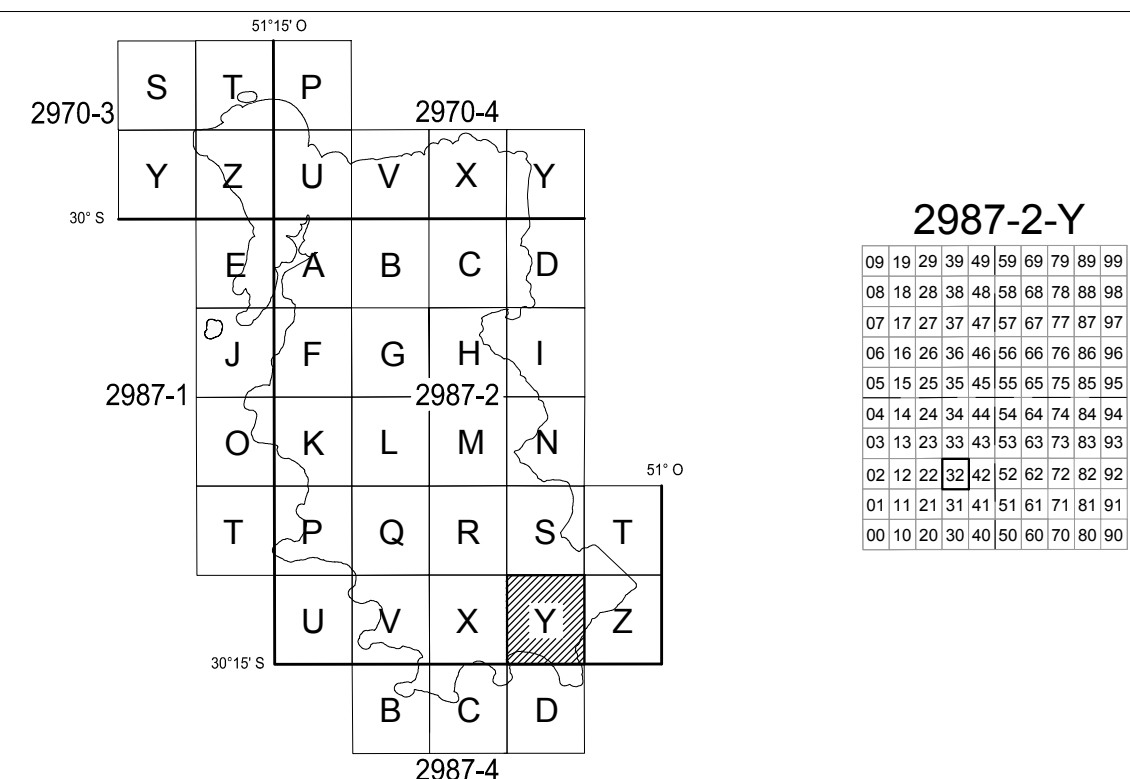 51°15' O
S T P
2970-3 2970-4
Y Z U V X Y
30° S
E A B C D
J F G H I
2987-1 2987-2
O K L M N
51° O
T P Q R S T
U V X Y Z
30°15' S
B C D
2987-4
2987-2-Y
09 19 29 39 49 59 69 79 89 99
08 18 28 38 48 58 68 78 88 98
07 17 27 37 47 57 67 77 87 97
06 16 26 36 46 56 66 76 86 96
05 15 25 35 45 55 65 75 85 95
04 14 24 34 44 54 64 74 84 94
03 13 23 33 43 53 63 73 83 93
02 12 22 32 42 52 62 72 82 92
01 11 21 31 41 51 61 71 81 91
00 10 20 30 40 50 60 70 80 90